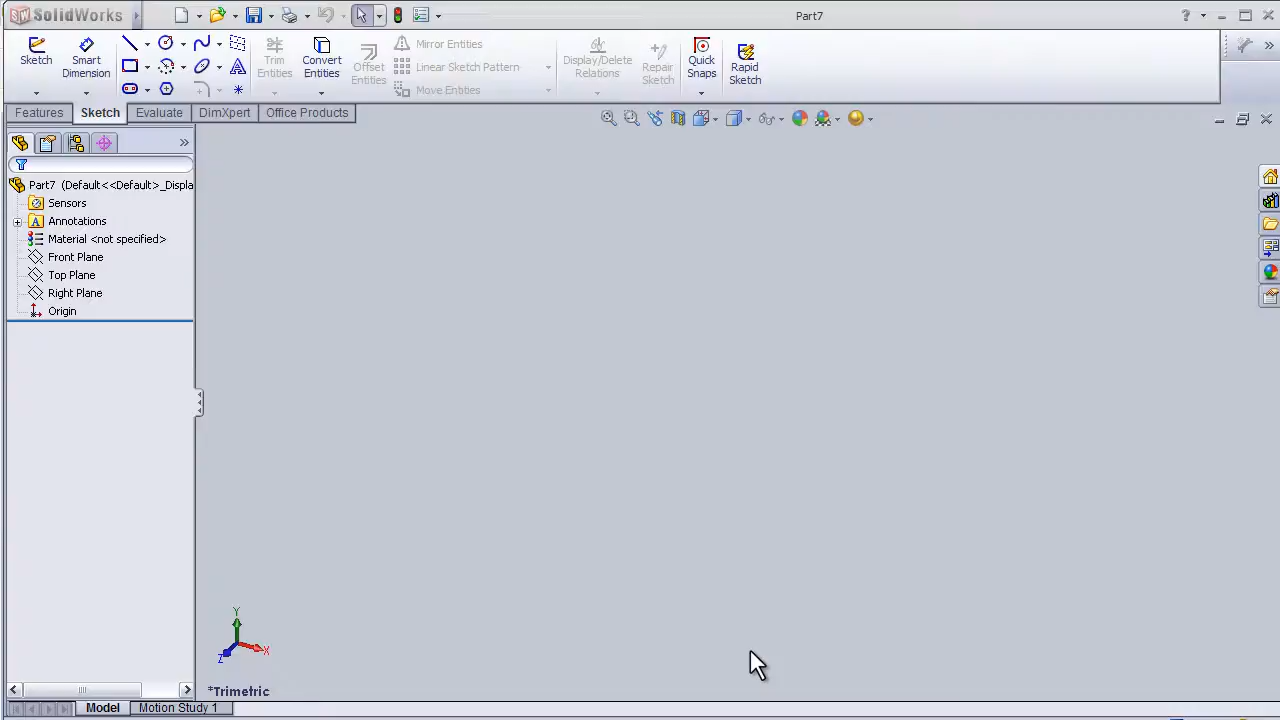 SolidWorks
Part7
Sketch
Smart Dimension
Trim Entities
Convert Entities
Offset Entities
Mirror Entities
Linear Sketch Pattern
Move Entities
Display/Delete Relations
Repair Sketch
Quick Snaps
Rapid Sketch
Features
Sketch
Evaluate
DimXpert
Office Products
Part7 (Default<<Default>_Displa
Sensors
Annotations
Material <not specified>
Front Plane
Top Plane
Right Plane
Origin
Y
X
Z
*Trimetric
Model
Motion Study 1